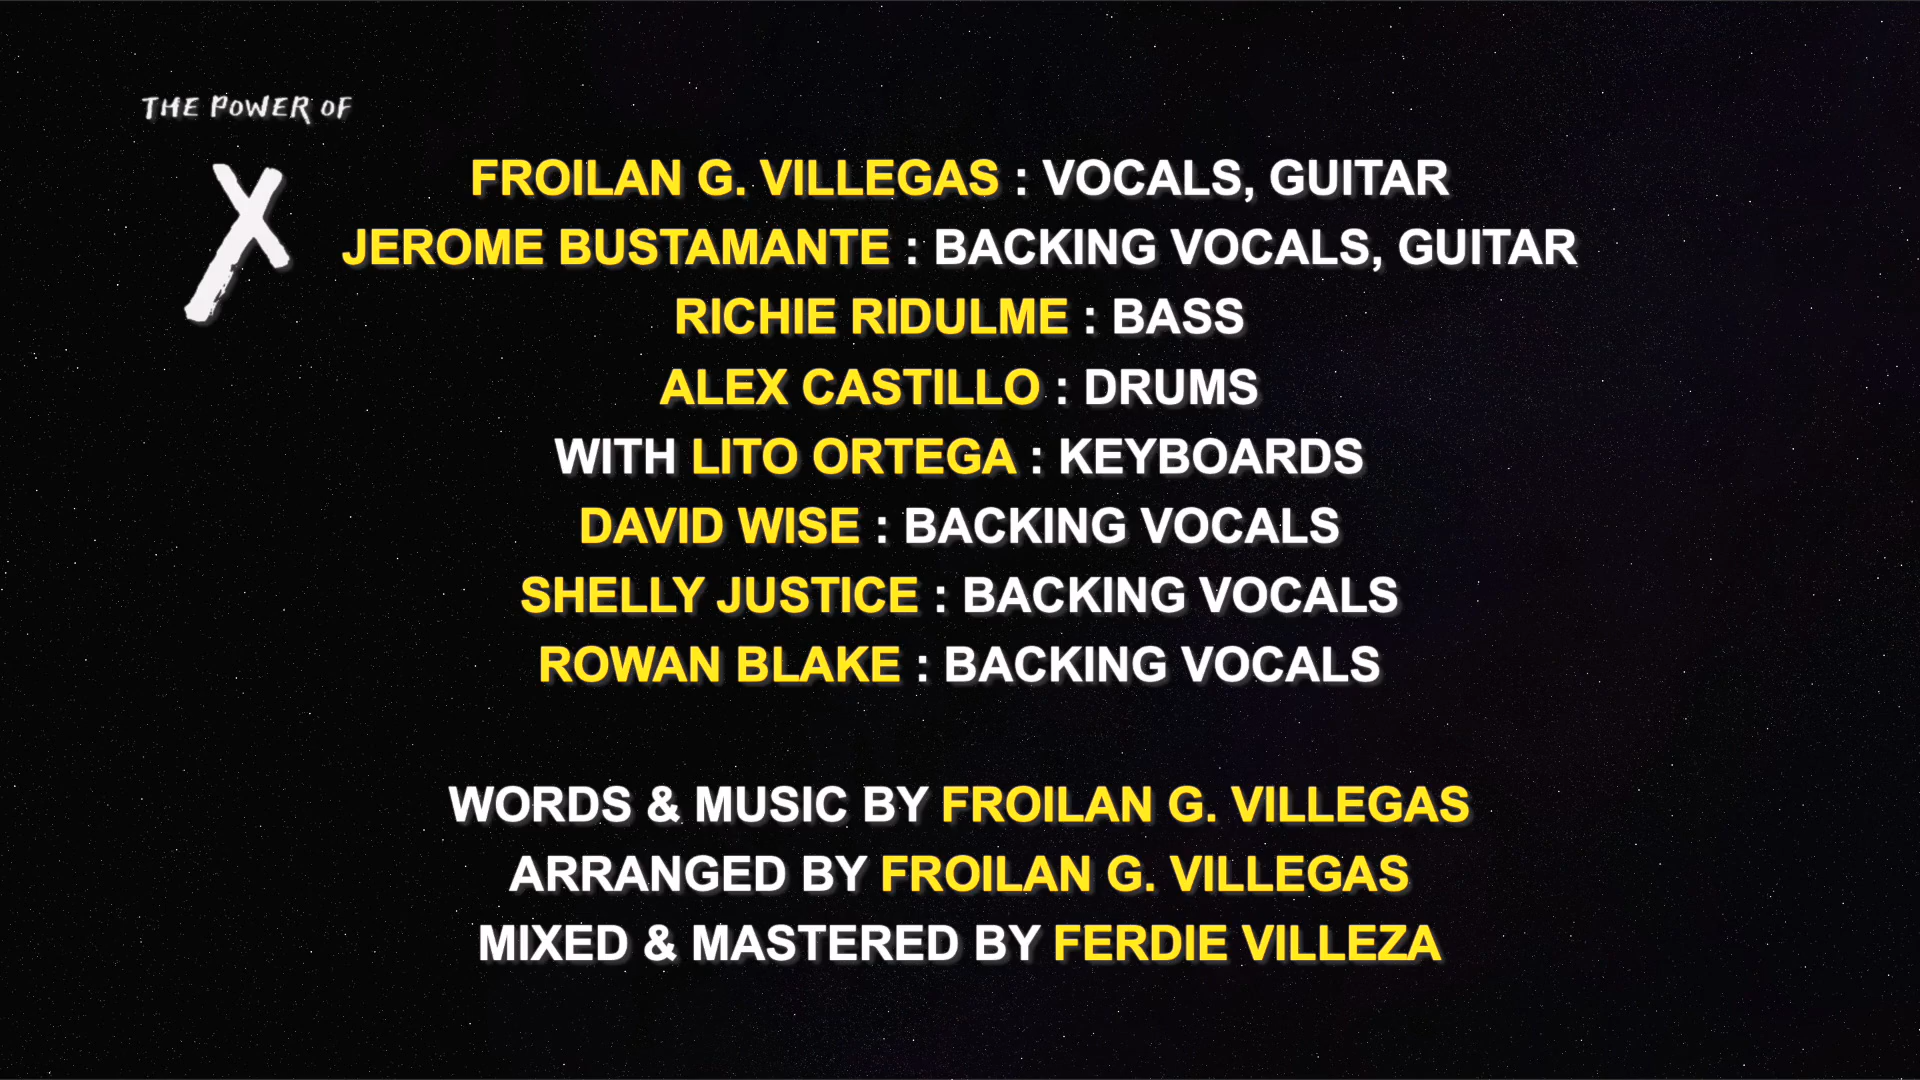 THE POWER OF
X
FROILAN G. VILLEGAS : VOCALS, GUITAR
JEROME BUSTAMANTE : BACKING VOCALS, GUITAR
RICHIE RIDULME : BASS
ALEX CASTILLO : DRUMS
WITH LITO ORTEGA : KEYBOARDS
DAVID WISE : BACKING VOCALS
SHELLY JUSTICE : BACKING VOCALS
ROWAN BLAKE : BACKING VOCALS
WORDS & MUSIC BY FROILAN G. VILLEGAS
ARRANGED BY FROILAN G. VILLEGAS
MIXED & MASTERED BY FERDIE VILLEZA